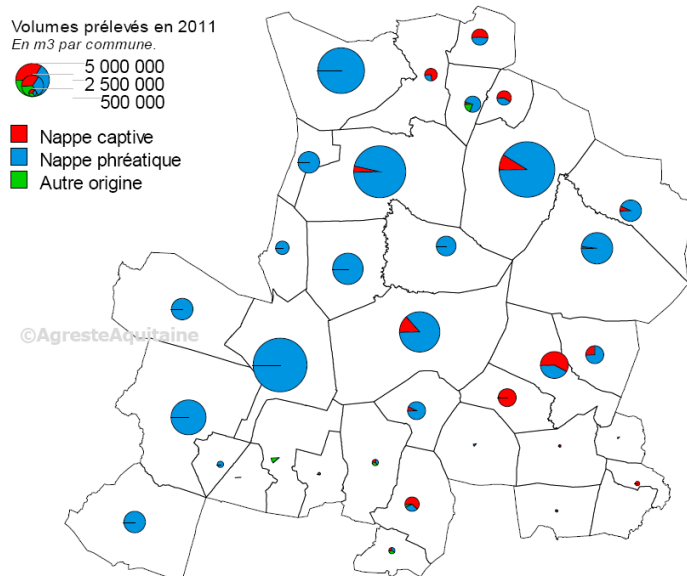 Volumes prélevés en 2011
En m3 par commune.
5 000 000
2 500 000
500 000
Nappe captive
Nappe phréatique
Autre origine
©AgresteAquitaine